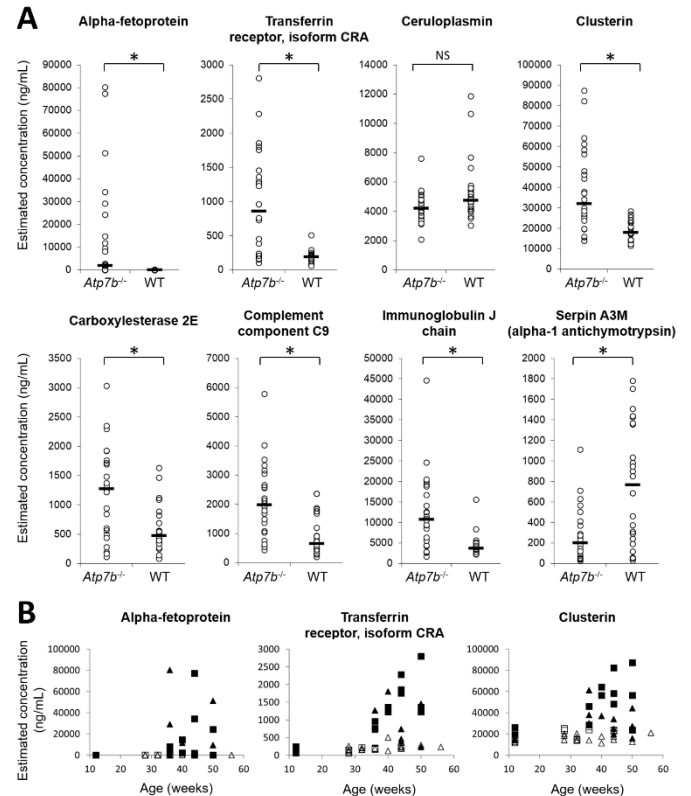 A
Alpha-fetoprotein
Transferrin
receptor, isoform CRA
Ceruloplasmin
Clusterin
Estimated concentration (ng/mL)
90000
80000
70000
60000
50000
40000
30000
20000
10000
0
*
Atp7b-/- WT
3000
2500
2000
1500
1000
500
0
*
Atp7b-/- WT
14000
12000
10000
8000
6000
4000
2000
0
NS
Atp7b-/- WT
100000
90000
80000
70000
60000
50000
40000
30000
20000
10000
0
*
Atp7b-/- WT
Carboxylesterase 2E
Complement
component C9
Immunoglobulin J
chain
Serpin A3M
(alpha-1 antichymotrypsin)
Estimated concentration (ng/mL)
3500
3000
2500
2000
1500
1000
500
0
*
Atp7b-/- WT
7000
6000
5000
4000
3000
2000
1000
0
*
Atp7b-/- WT
50000
45000
40000
35000
30000
25000
20000
15000
10000
5000
0
*
Atp7b-/- WT
2000
1800
1600
1400
1200
1000
800
600
400
200
0
*
Atp7b-/- WT
B
Alpha-fetoprotein
Transferrin
receptor, isoform CRA
Clusterin
Estimated concentration
(ng/mL)
100000
80000
60000
40000
20000
0
10 20 30 40 50 60
Age (weeks)
3000
2500
2000
1500
1000
500
0
10 20 30 40 50 60
Age (weeks)
100000
80000
60000
40000
20000
0
10 20 30 40 50 60
Age (weeks)